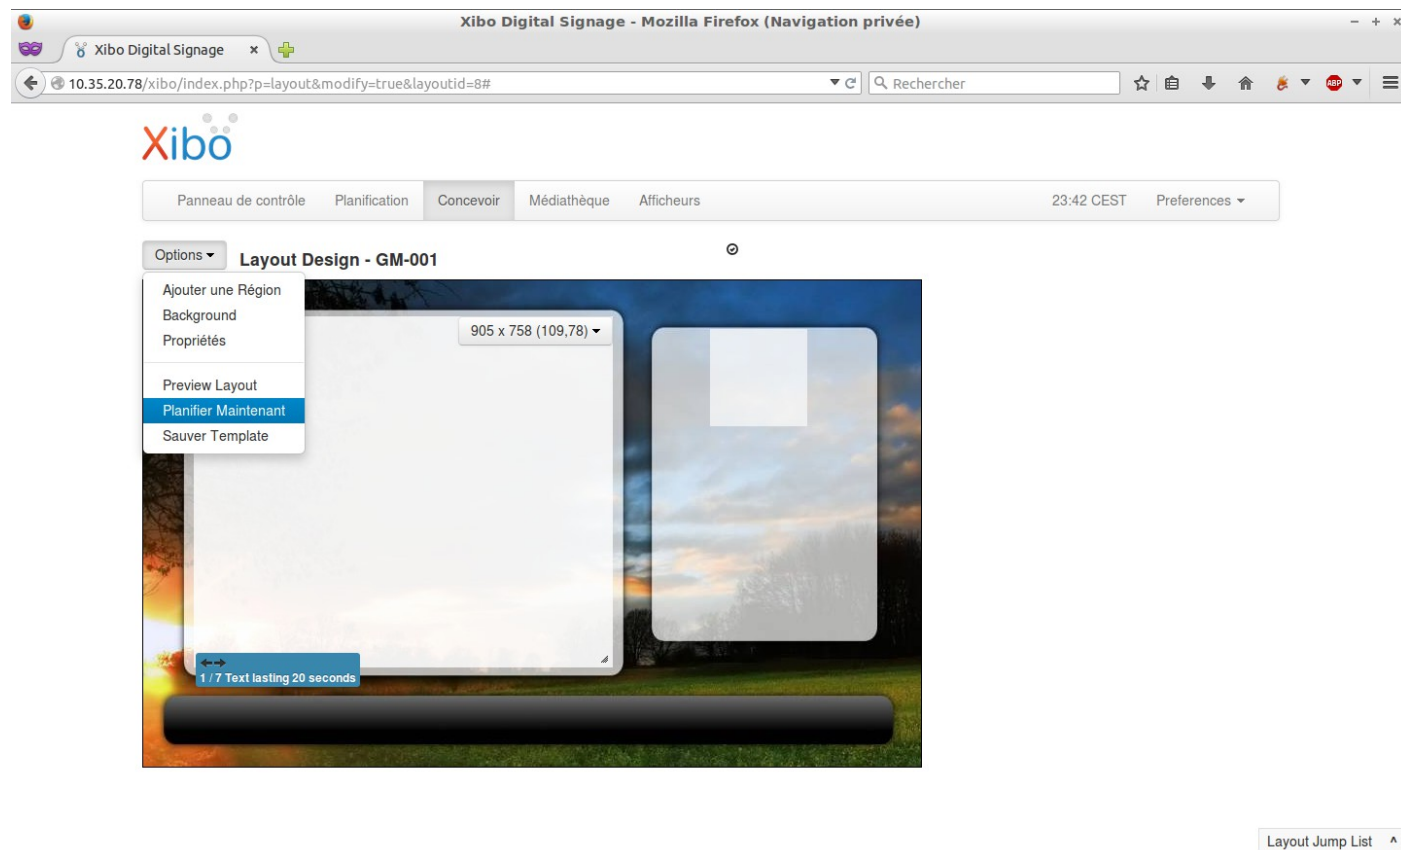 Xibo Digital Signage - Mozilla Firefox (Navigation privée)
Xibo Digital Signage
10.35.20.78/xibo/index.php?p=layout&modify=true&layoutid=8#
Rechercher
ABP
Xibo
Panneau de contrôle Planification Concevoir Médiathèque Afficheurs 23:42 CEST Preferences
Options
Layout Design - GM-001
Ajouter une Région
Background
Propriétés
Preview Layout
Planifier Maintenant
Sauver Template
905 x 758 (109,78)
1 / 7 Text lasting 20 seconds
Layout Jump List